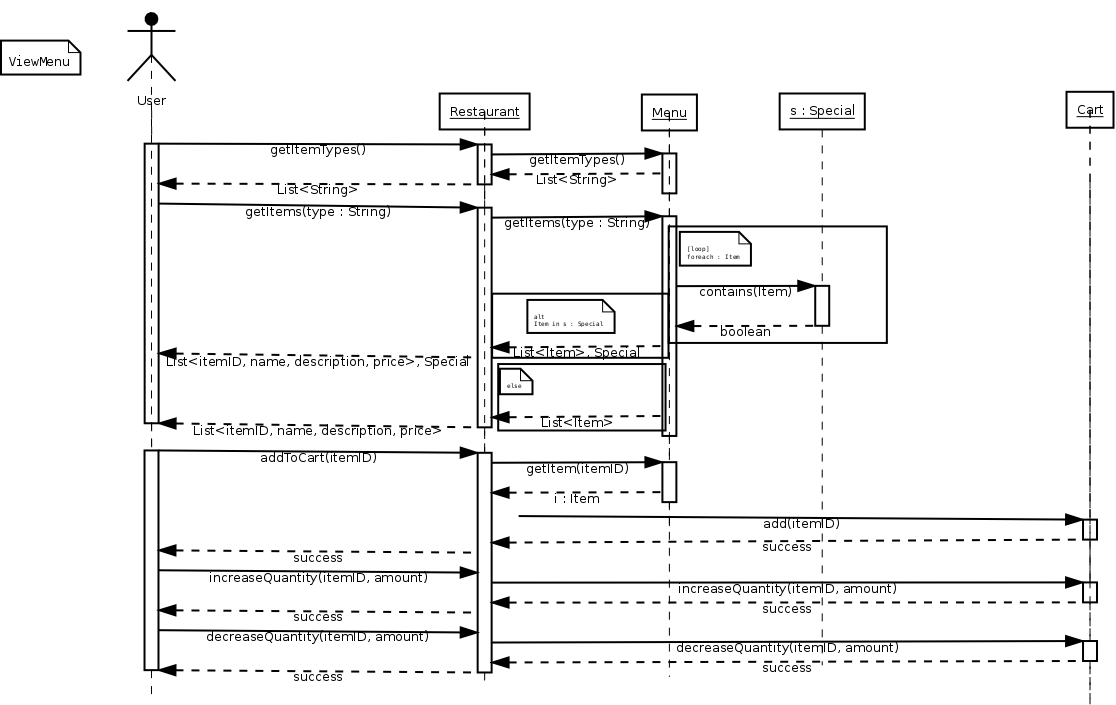 ViewMenu
User
Restaurant
Menu
s : Special
Cart
getItemTypes()
getItemTypes()
List<String>
List<String>
getItems(type : String)
getItems(type : String)
[loop]
foreach : Item
contains(Item)
alt
Item in s : Special
boolean
List<Item>, Special
List<itemID, name, description, price>, Special
else
List<Item>
List<itemID, name, description, price>
addToCart(itemID)
getItem(itemID)
i : Item
add(itemID)
success
success
increaseQuantity(itemID, amount)
increaseQuantity(itemID, amount)
success
success
decreaseQuantity(itemID, amount)
decreaseQuantity(itemID, amount)
success
success